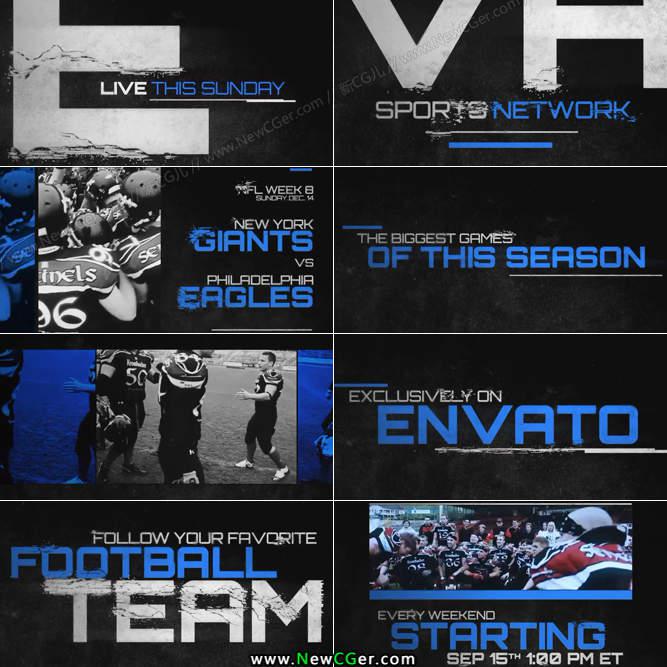 LIVE THIS SUNDAY
SPORTS NETWORK
NFL WEEK 8
SUNDAY, DEC. 14
NEW YORK
GIANTS
VS
PHILADELPHIA
EAGLES
THE BIGGEST GAMES
OF THIS SEASON
EXCLUSIVELY ON
ENVATO
FOLLOW YOUR FAVORITE
FOOTBALL
TEAM
EVERY WEEKEND
STARTING
SEP 15TH 1:00 PM ET
www.NewCGer.com